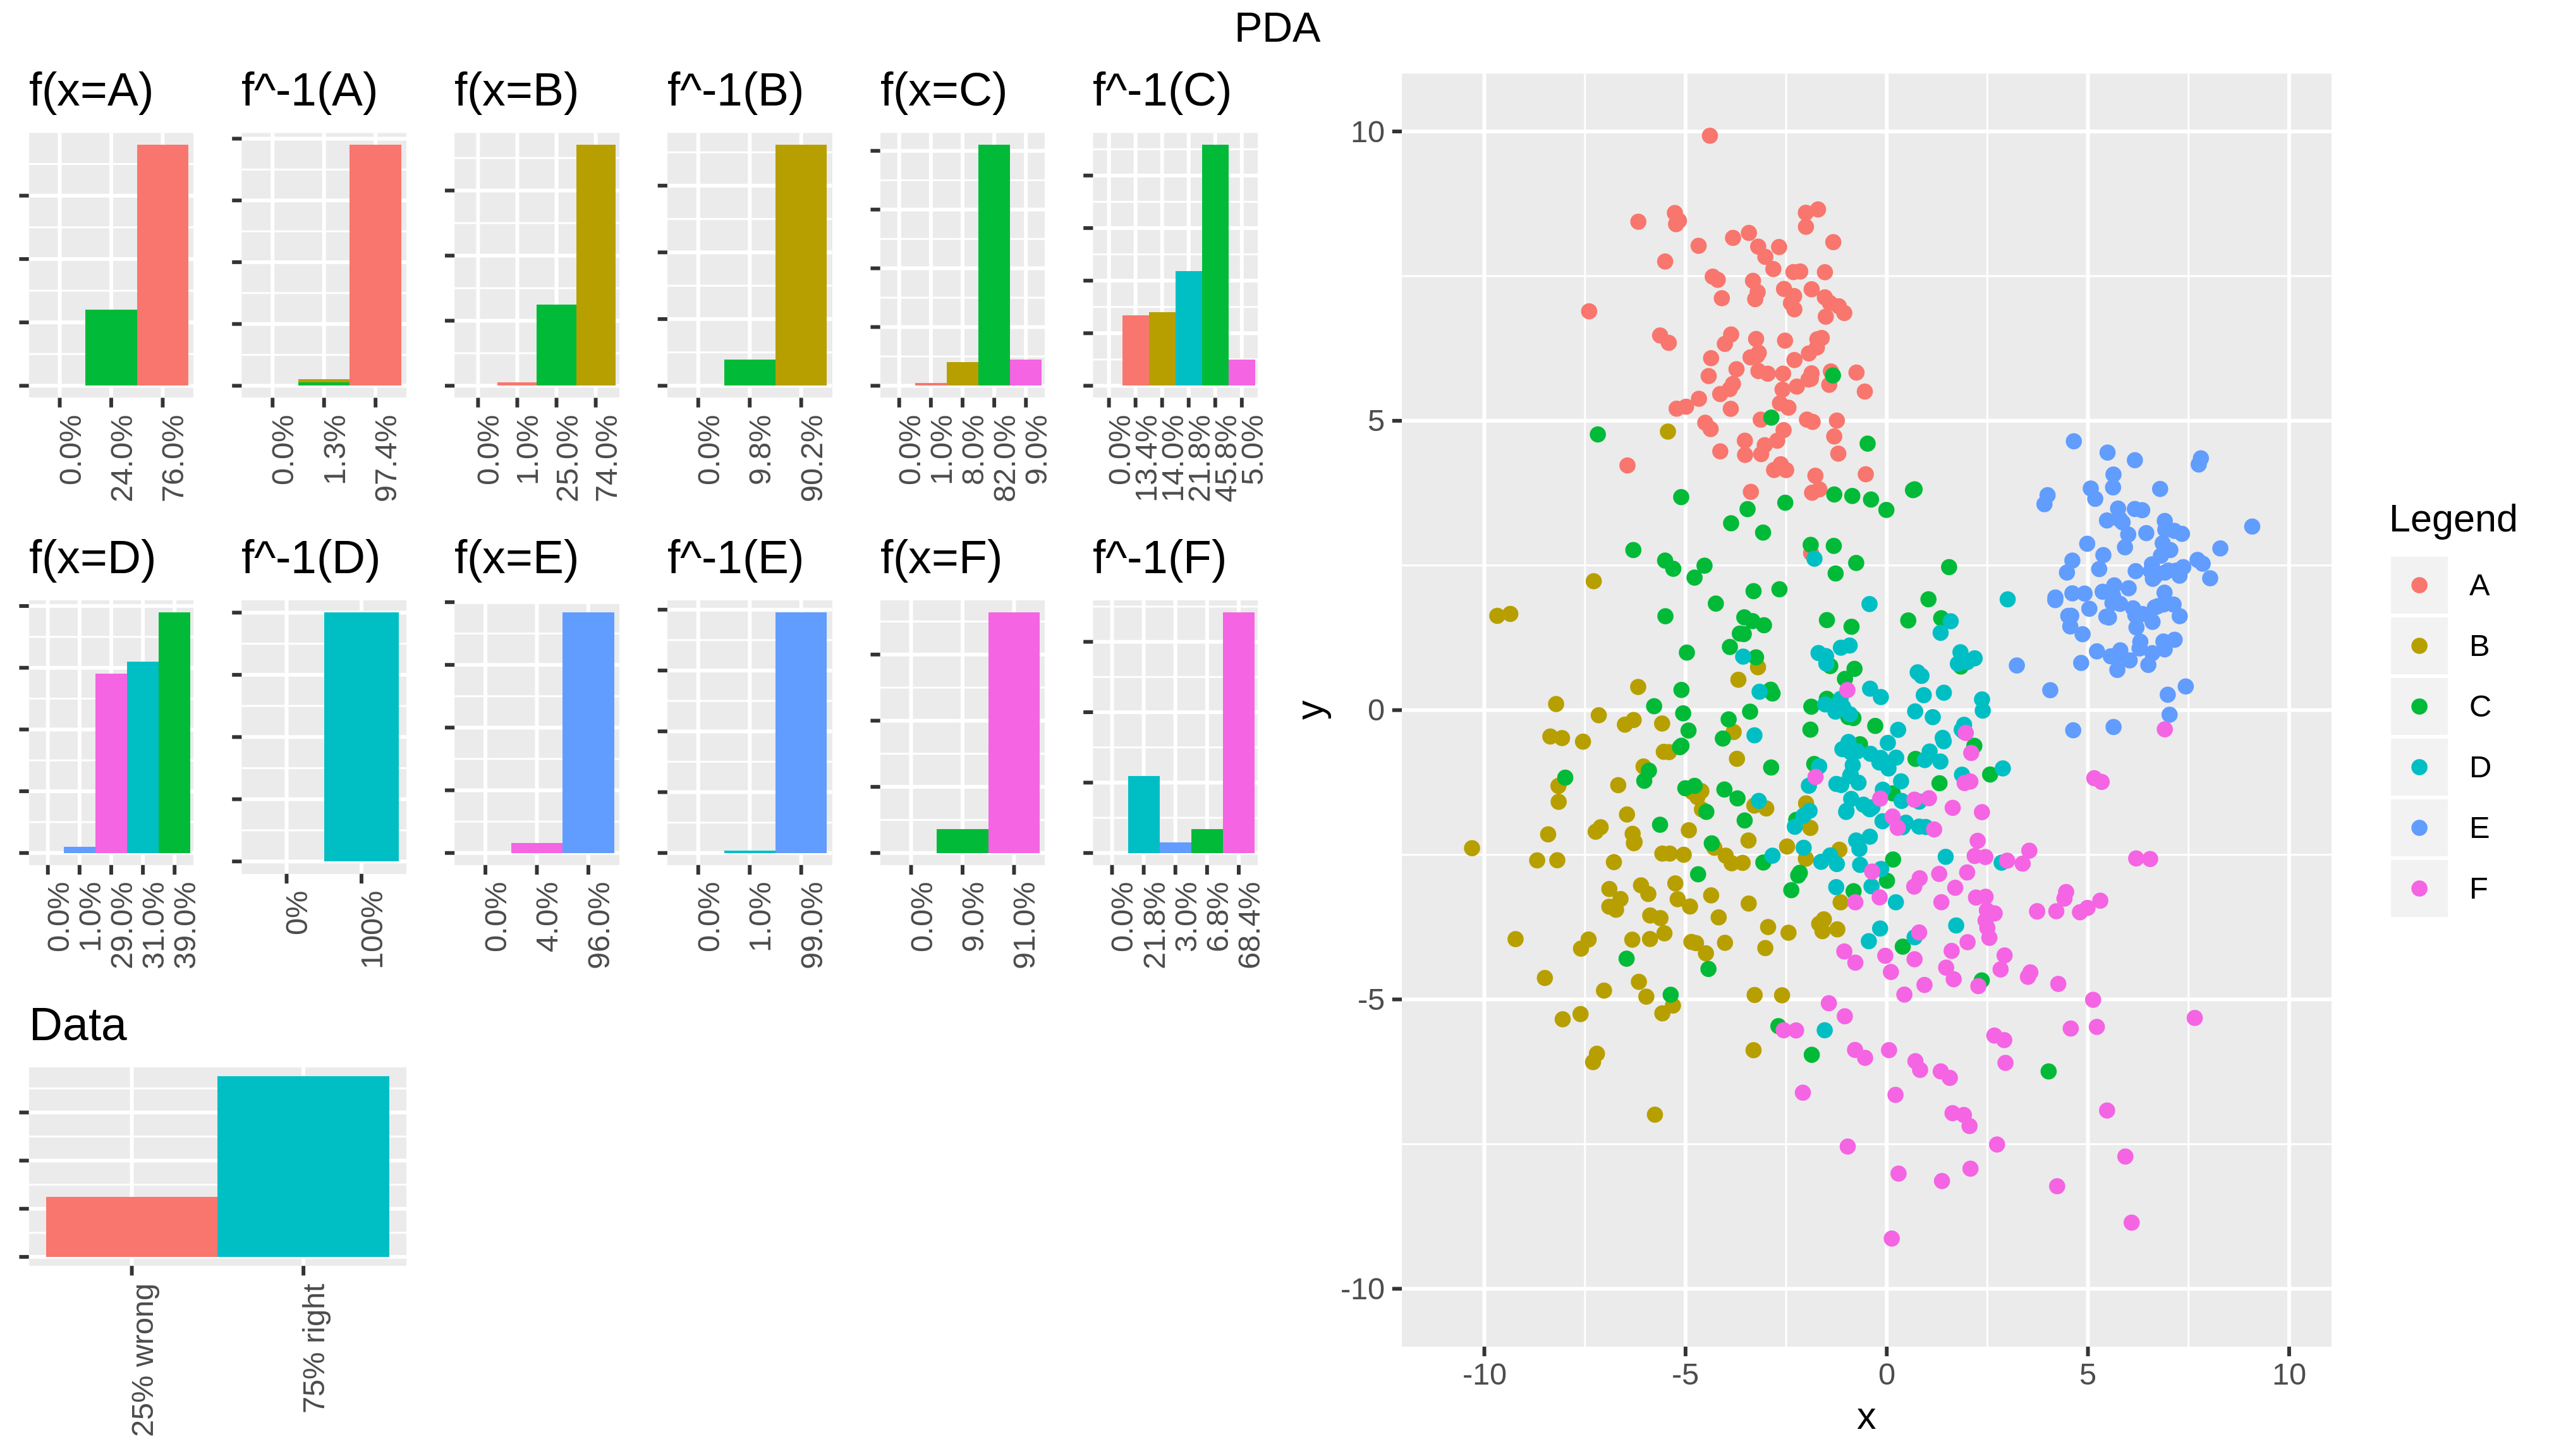 PDA
f(x=A)
f^-1(A)
f(x=B)
f^-1(B)
f(x=C)
f^-1(C)
0.0%
24.0%
76.0%
0.0%
1.3%
97.4%
0.0%
1.0%
25.0%
74.0%
0.0%
9.8%
90.2%
0.0%
1.0%
8.0%
82.0%
9.0%
0.0%
13.4%
14.0%
21.8%
45.8%
5.0%
f(x=D)
f^-1(D)
f(x=E)
f^-1(E)
f(x=F)
f^-1(F)
0.0%
1.0%
29.0%
31.0%
39.0%
0%
100%
0.0%
4.0%
96.0%
0.0%
1.0%
99.0%
0.0%
9.0%
91.0%
0.0%
21.8%
3.0%
6.8%
68.4%
Data
25% wrong
75% right
10
5
0
-5
-10
y
-10
-5
0
5
10
x
Legend
A
B
C
D
E
F